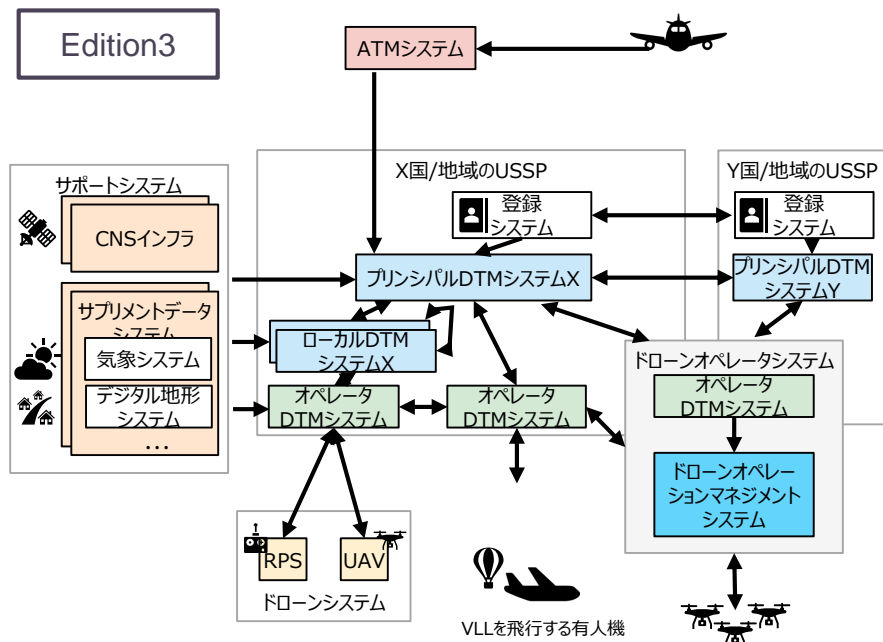 Edition3
ATMシステム
サポートシステム
CNSインフラ
サプリメントデータ
システム
気象システム
デジタル地形
システム
…
X国/地域のUSSP
登録
システム
プリンシパルDTMシステムX
ローカルDTM
システムX
オペレータ
DTMシステム
オペレータ
DTMシステム
Y国/地域のUSSP
登録
システム
プリンシパルDTM
システムY
ドローンオペレータシステム
オペレータ
DTMシステム
ドローンオペレー
ションマネジメント
システム
RPS
UAV
ドローンシステム
VLLを飛行する有人機